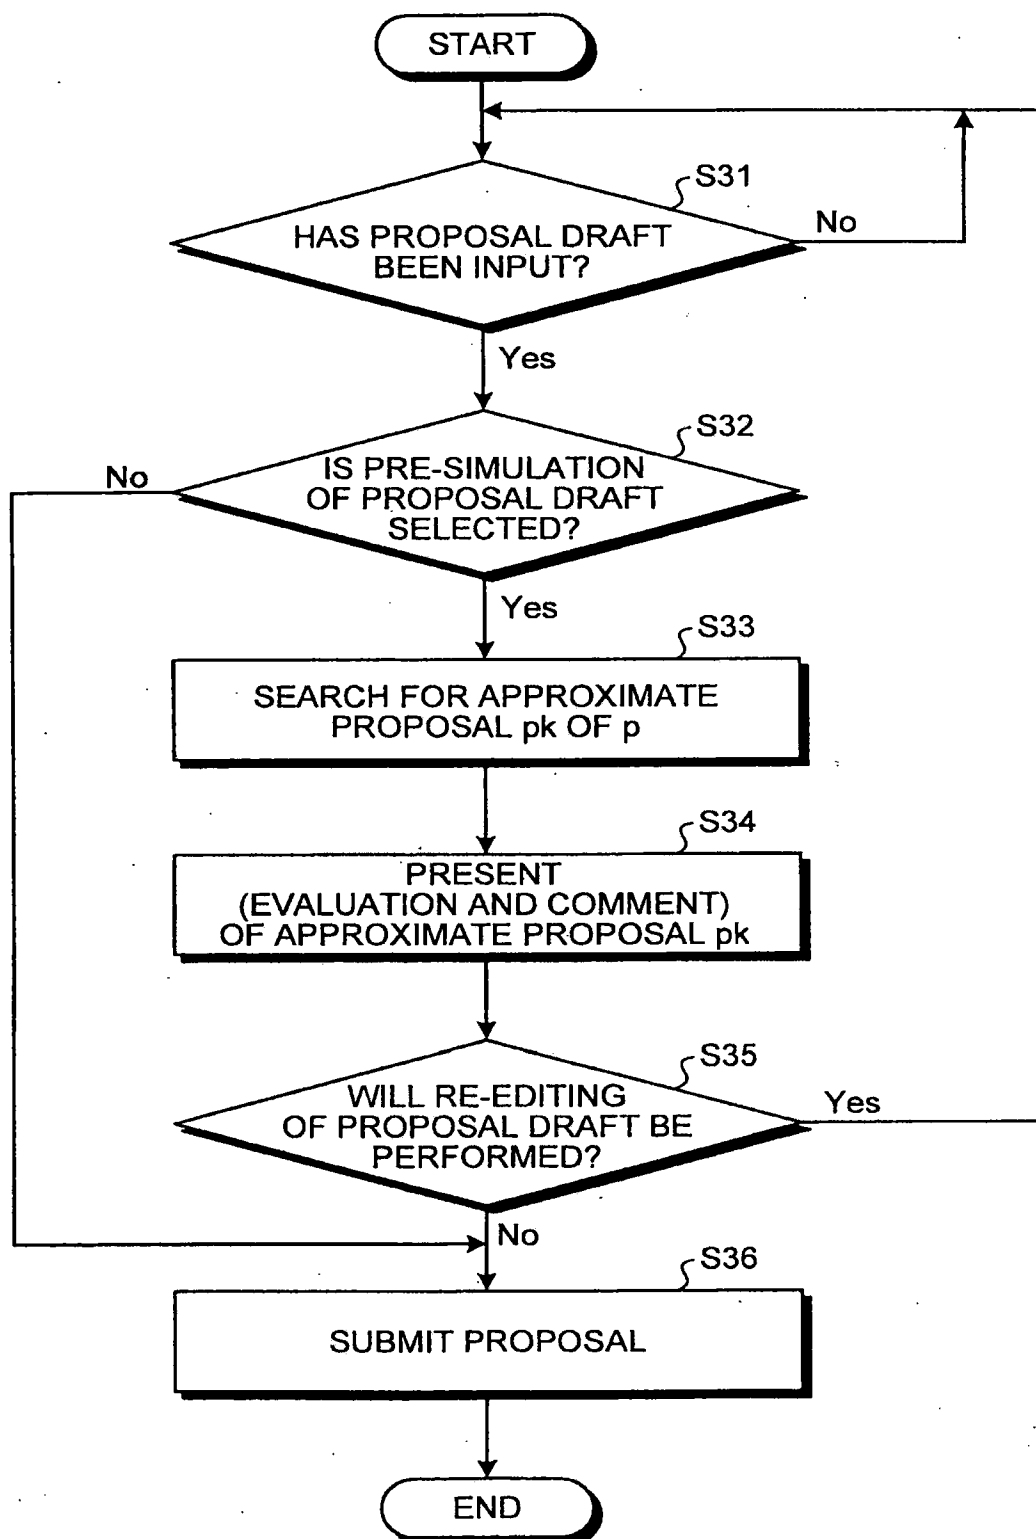 START
S31
HAS PROPOSAL DRAFT
BEEN INPUT?
No
Yes
S32
No
IS PRE-SIMULATION
OF PROPOSAL DRAFT
SELECTED?
Yes
S33
SEARCH FOR APPROXIMATE
PROPOSAL pk OF p
S34
PRESENT
(EVALUATION AND COMMENT)
OF APPROXIMATE PROPOSAL pk
S35
WILL RE-EDITING
OF PROPOSAL DRAFT BE
PERFORMED?
Yes
No
S36
SUBMIT PROPOSAL
END